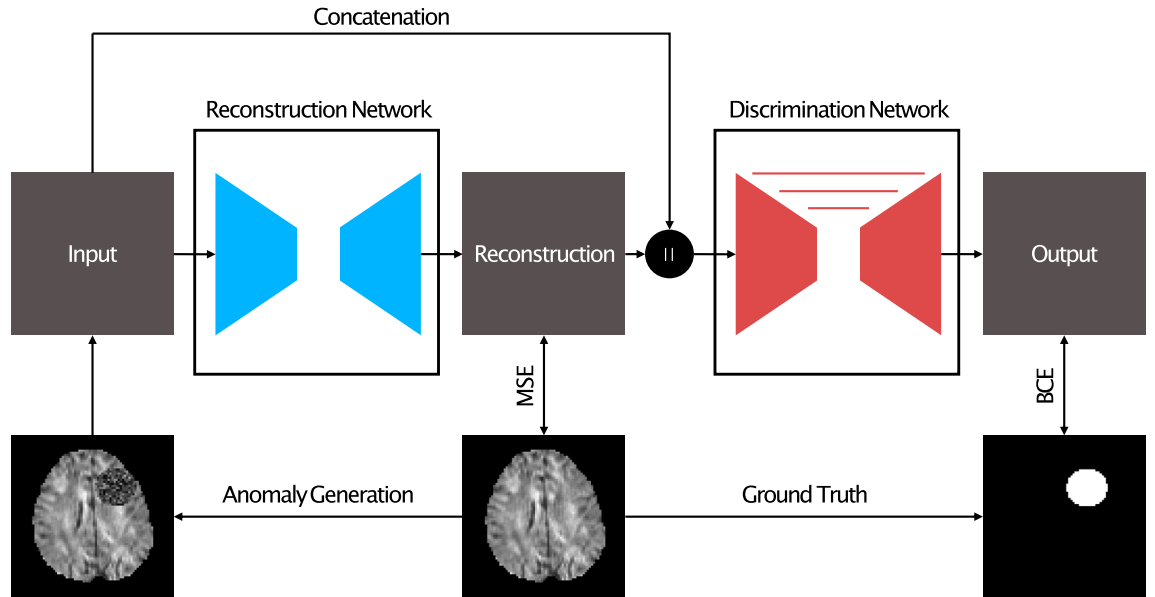 Concatenation
Reconstruction Network
Discrimination Network
Input
Reconstruction
||
Output
MSE
BCE
Anomaly Generation
Ground Truth